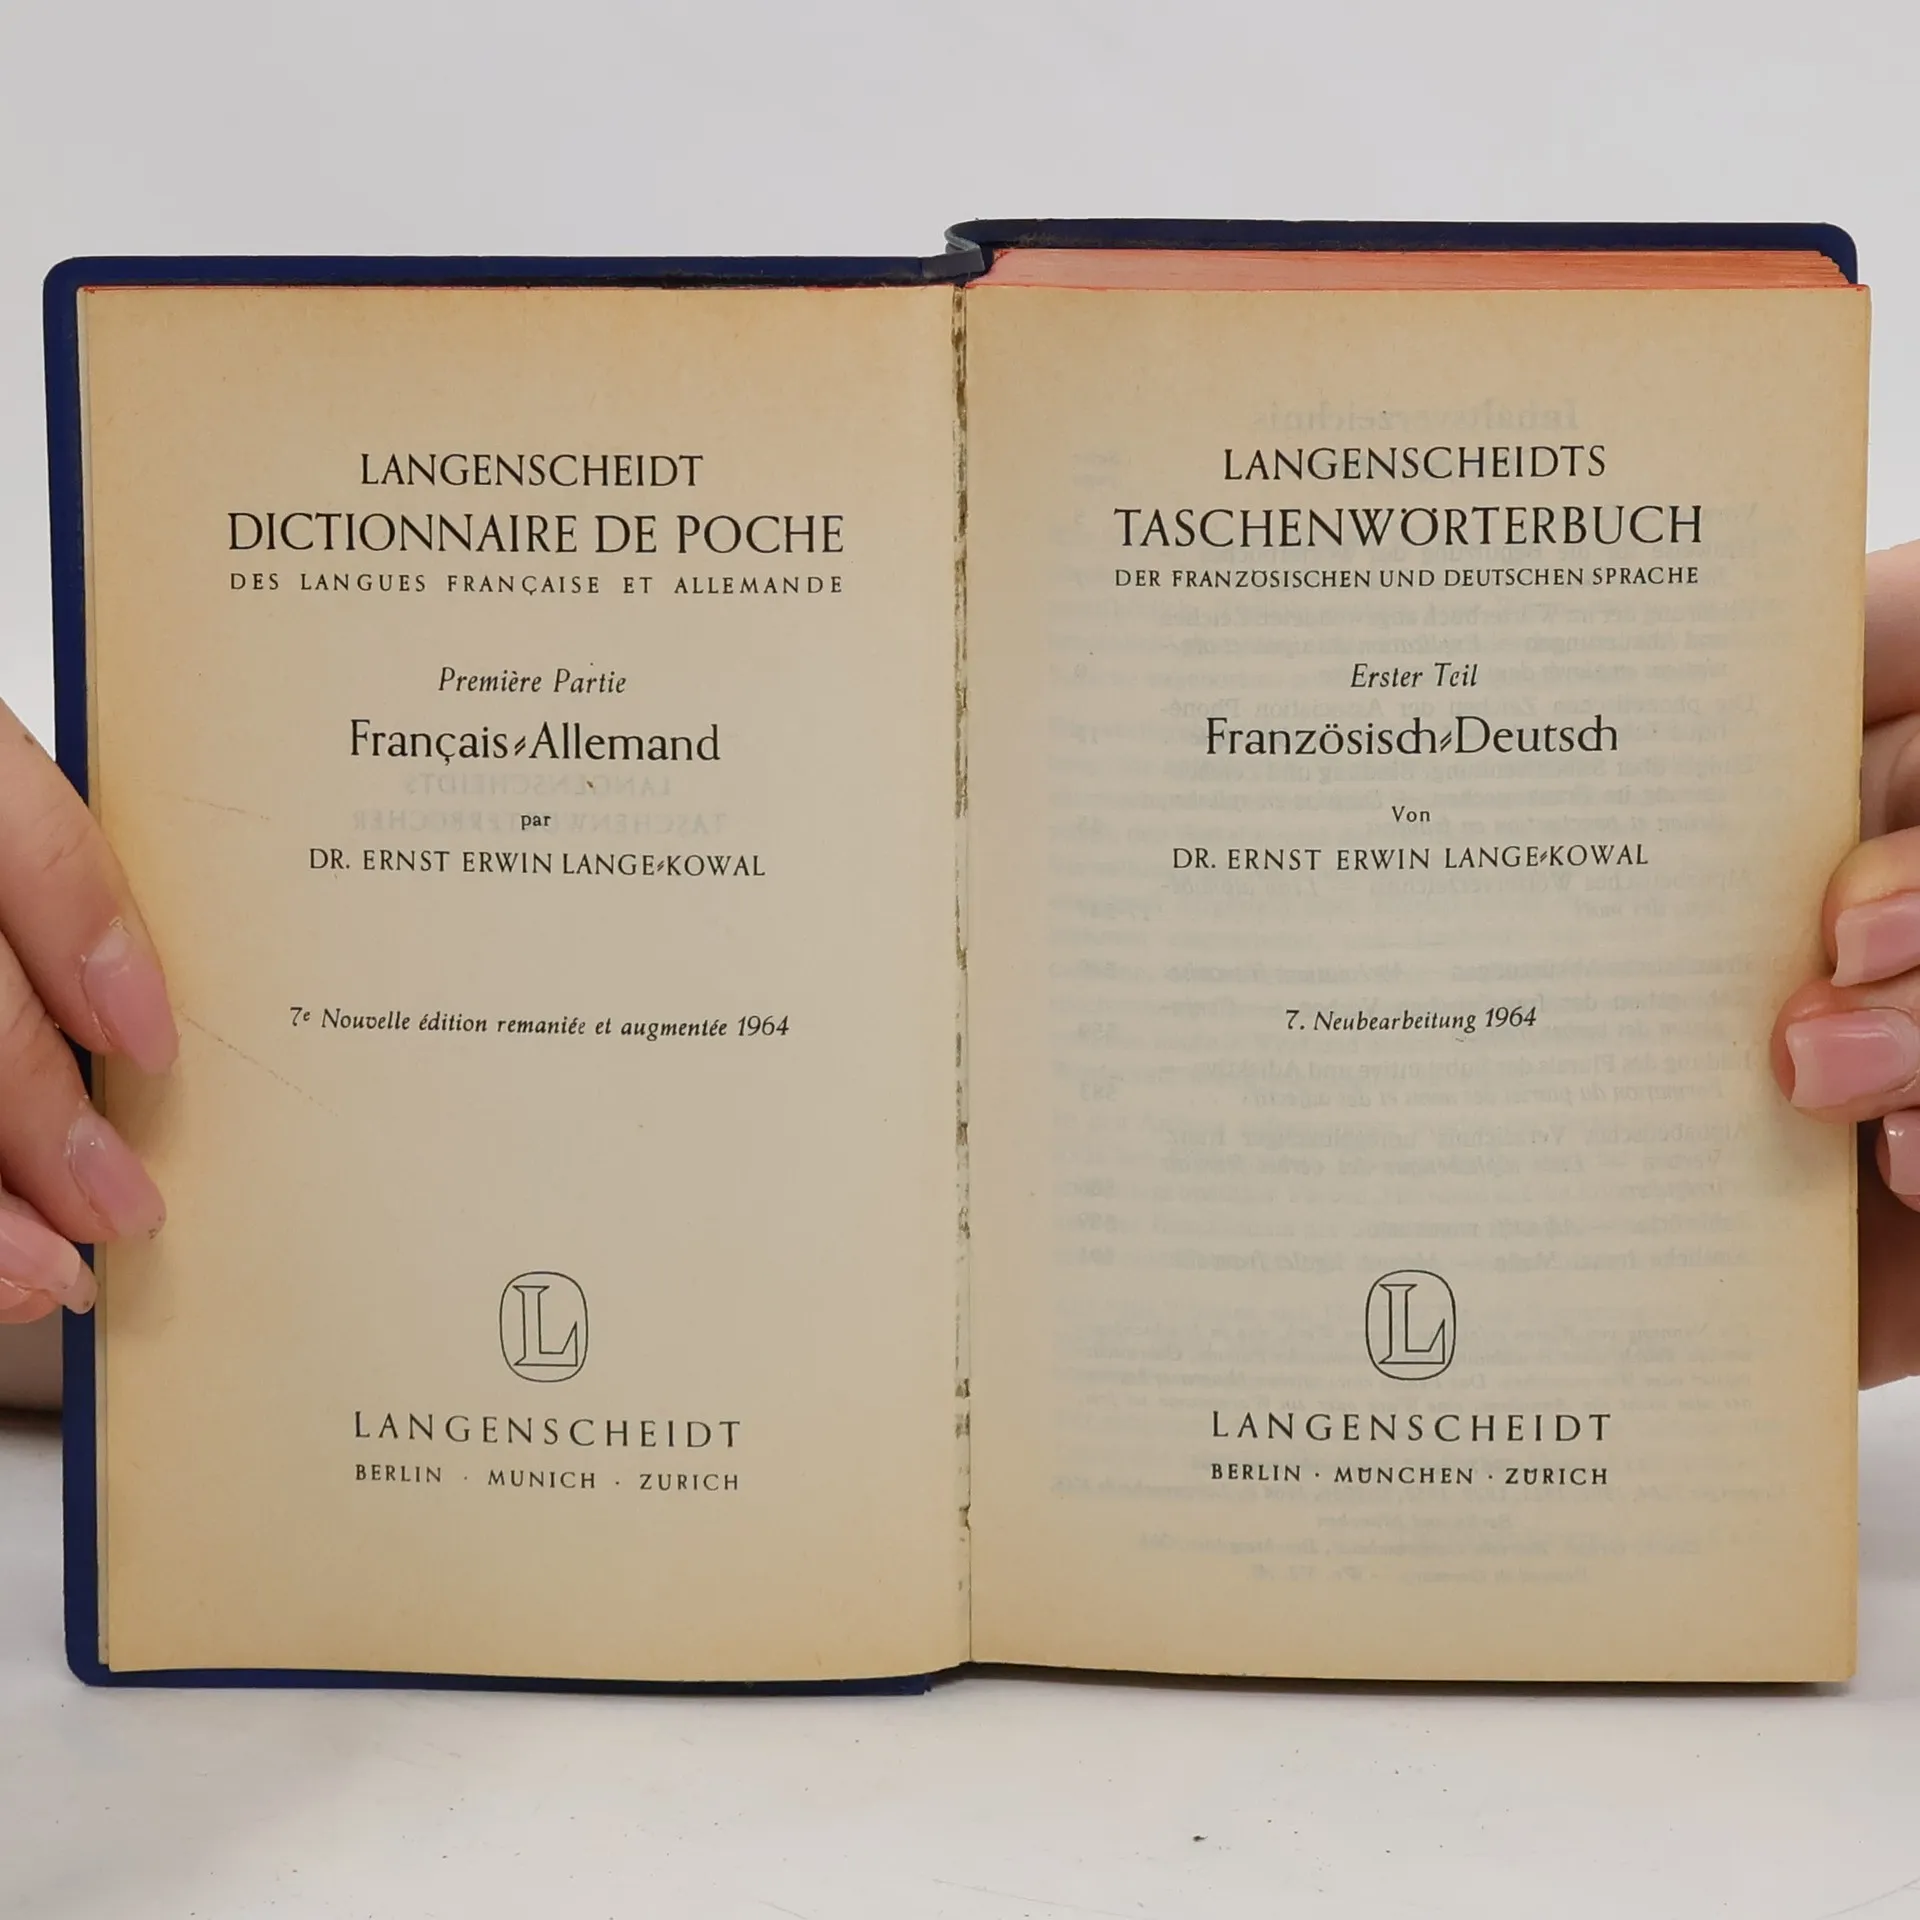 LANGENSCHEIDT
DICTIONNAIRE DE POCHE
DES LANGUES FRANÇAISE ET ALLEMANDE
Première Partie
Français-Allemand
par
DR. ERNST ERWIN LANGE-KOWAL
7e Nouvelle édition remaniée et augmentée 1964
L
LANGENSCHEIDT
BERLIN · MUNICH · ZURICH
LANGENSCHEIDTS
TASCHENWÖRTERBUCH
DER FRANZÖSISCHEN UND DEUTSCHEN SPRACHE
Erster Teil
Französisch-Deutsch
Von
DR. ERNST ERWIN LANGE-KOWAL
7. Neubearbeitung 1964
L
LANGENSCHEIDT
BERLIN · MÜNCHEN · ZÜRICH